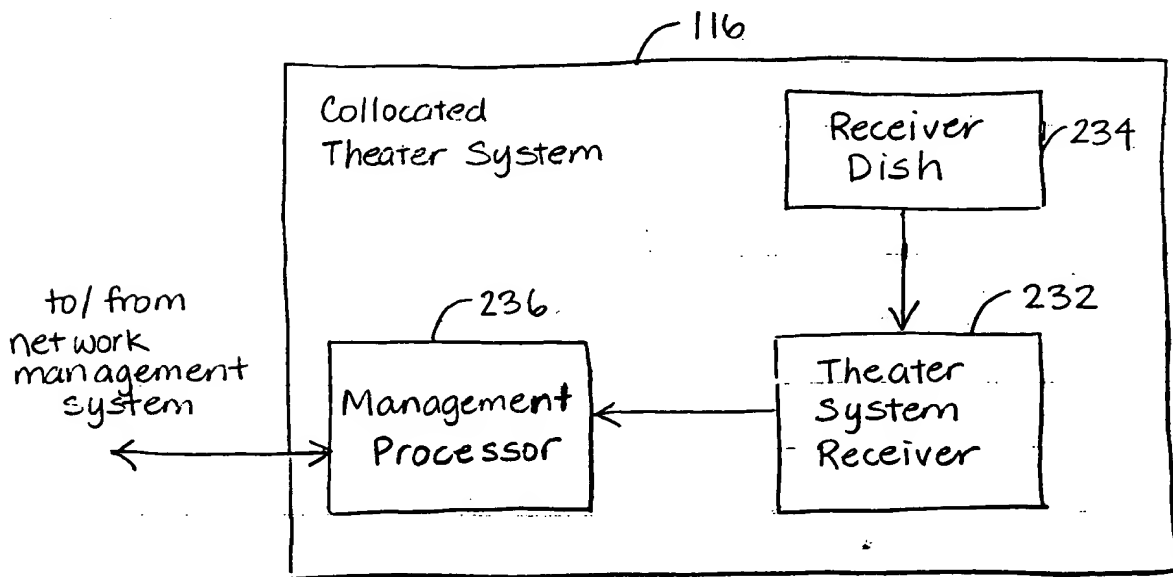 116
Collocated
Theater System
Receiver
Dish
234
to/from
network
management
system
236
Management
Processor
232
Theater
System
Receiver